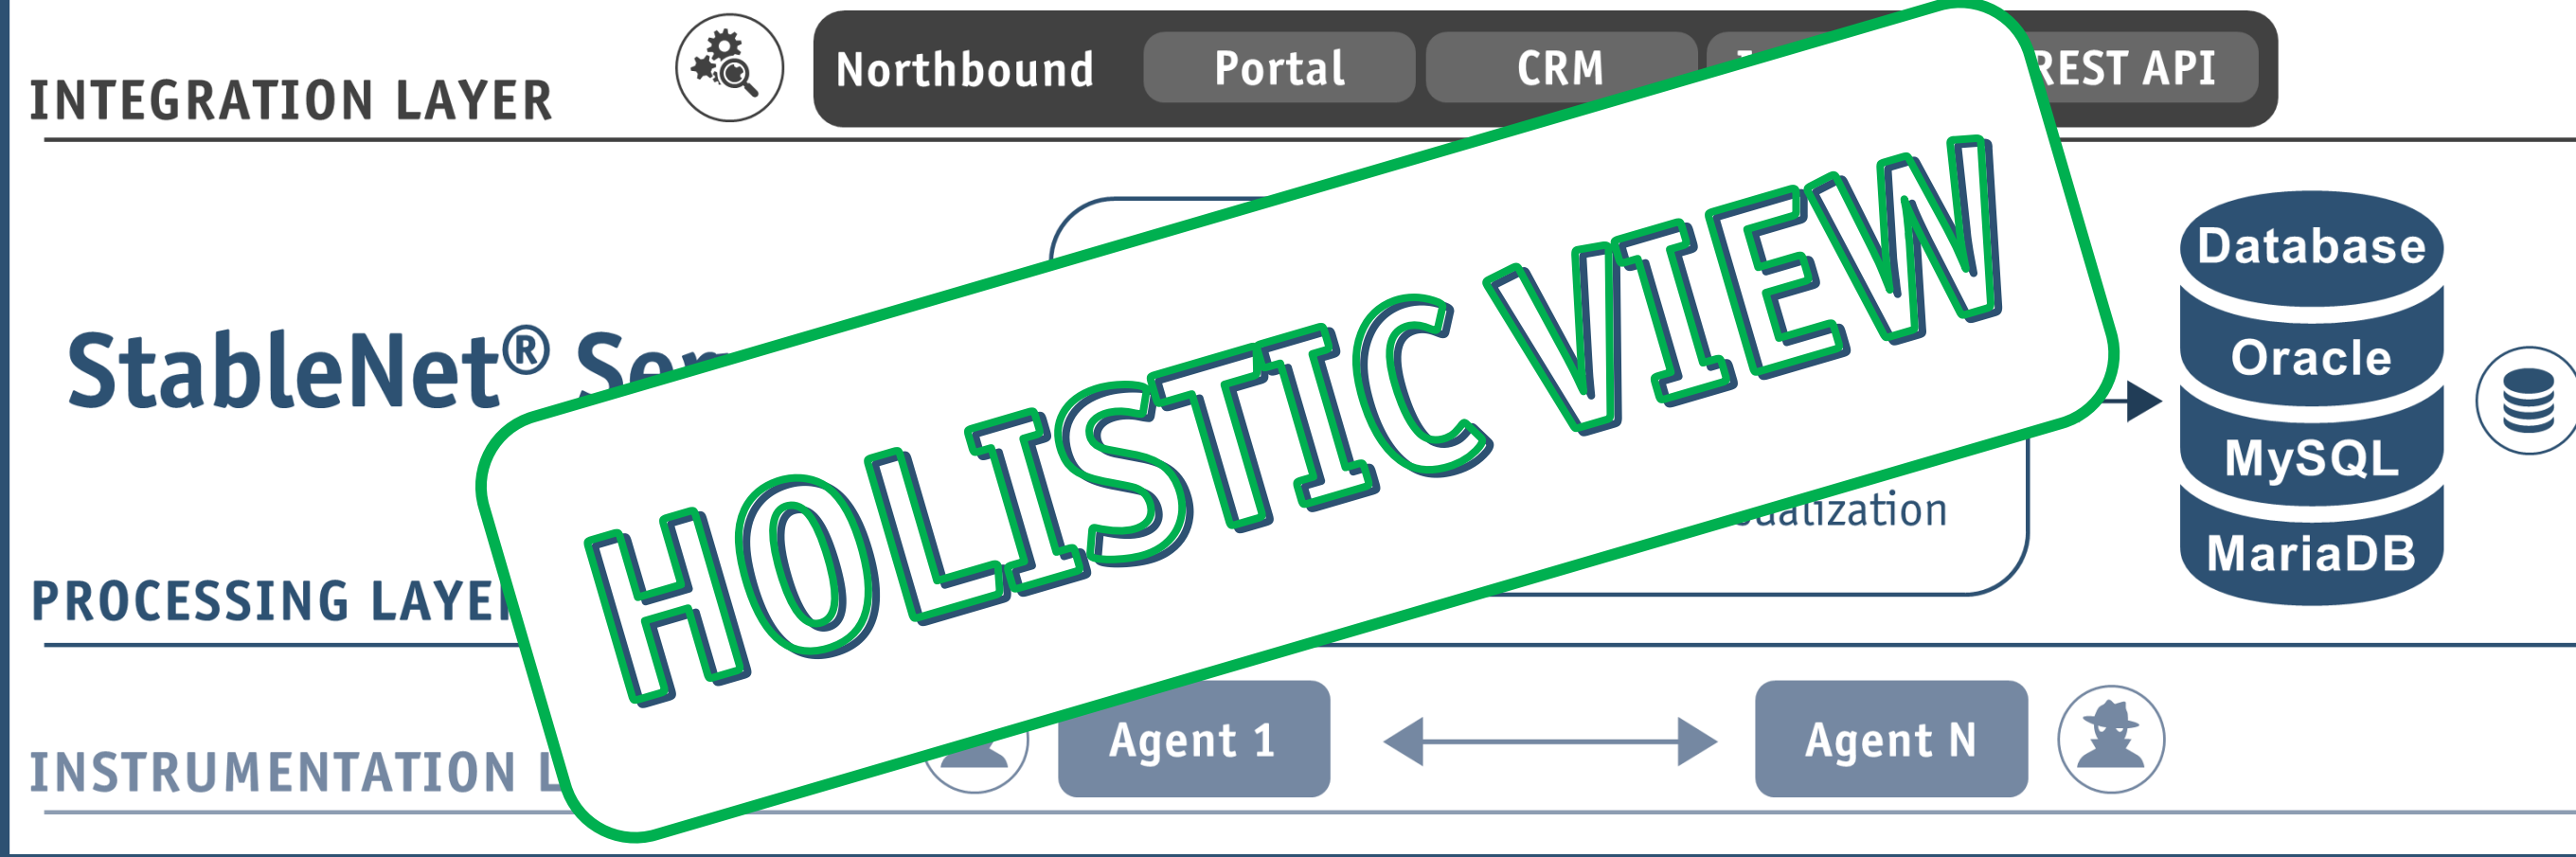 INTEGRATION LAYER
Northbound Portal CRM REST API
StableNet®
HOLISTIC VIEW
Database
Oracle
MySQL
MariaDB
PROCESSING
INSTRUMENTATION
Agent 1 Agent N